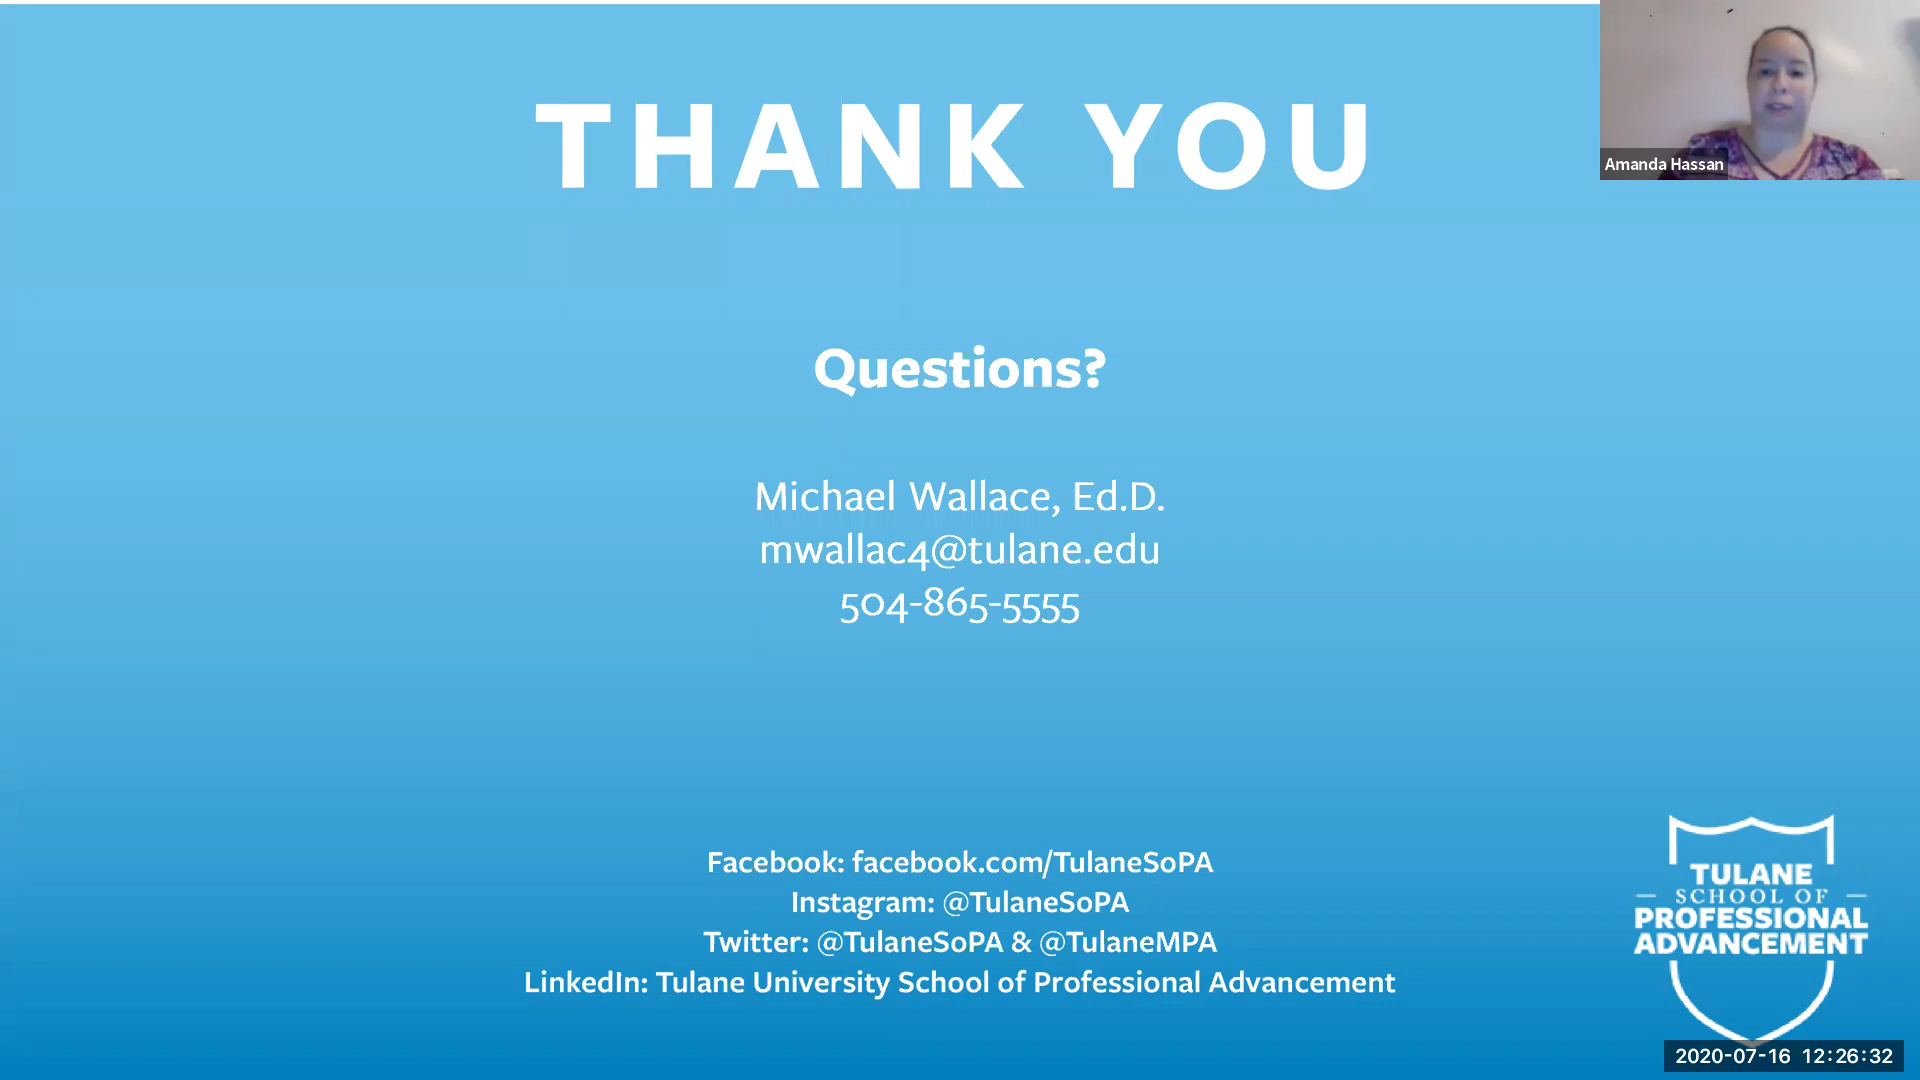 THANK YOU
Amanda Hassan
Questions?
Michael Wallace, Ed.D.
mwallac4@tulane.edu
504-865-5555
Facebook: facebook.com/TulaneSoPA
Instagram: @TulaneSoPA
Twitter: @TulaneSoPA & @TulaneMPA
LinkedIn: Tulane University School of Professional Advancement
TULANE
SCHOOL OF
PROFESSIONAL
ADVANCEMENT
2020-07-16 12:26:32